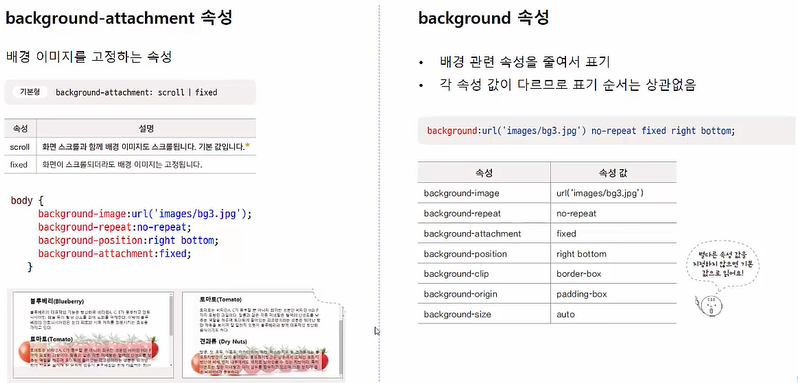 background-attachment 속성
배경 이미지를 고정하는 속성
기본형 background-attachment: scroll | fixed
속성 설명
scroll 화면 스크롤과 함께 배경 이미지도 스크롤됩니다. 기본 값입니다.*
fixed 화면이 스크롤되더라도 배경 이미지는 고정됩니다.
body {
background-image:url('images/bg3.jpg');
background-repeat:no-repeat;
background-position:right bottom;
background-attachment:fixed;
}
블루베리(Blueberry)
토마토(Tomato)
토마토(Tomato)
견과류 (Dry Nuts)
background 속성
• 배경 관련 속성을 줄여서 표기
• 각 속성 값이 다르므로 표기 순서는 상관없음
background:url('images/bg3.jpg') no-repeat fixed right bottom;
속성 속성 값
background-image url('images/bg3.jpg')
background-repeat no-repeat
background-attachment fixed
background-position right bottom
background-clip border-box
background-origin padding-box
background-size auto
별다른 속성 값을
지정하지 않으면 기본
값으로 읽어요!